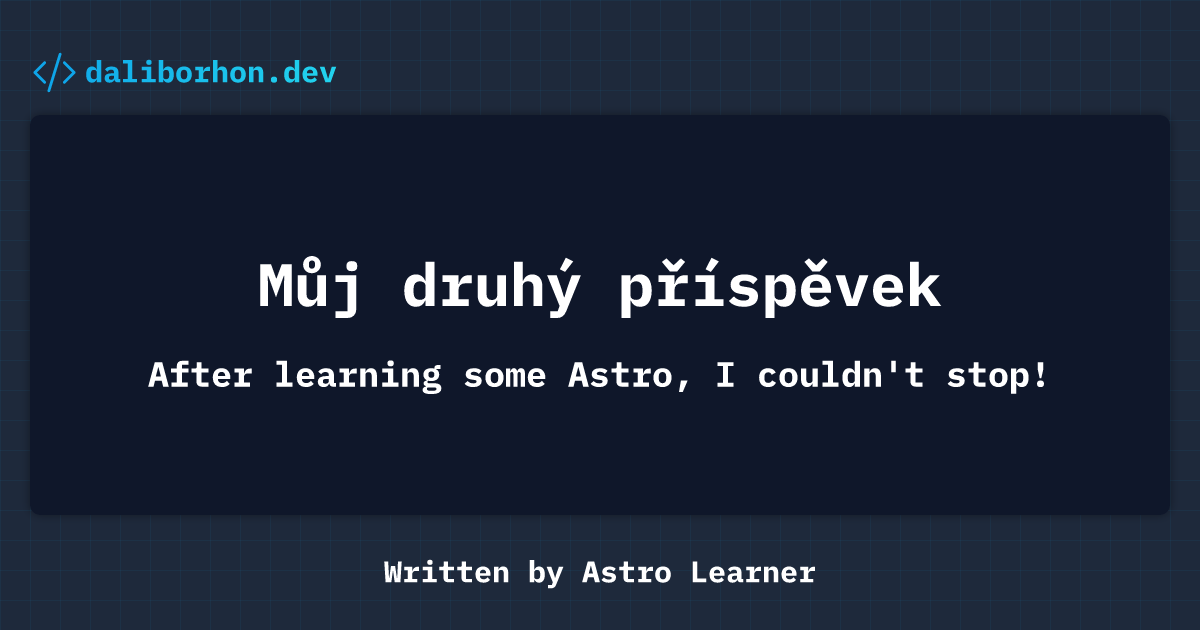 </> daliborhon.dev
Můj druhý příspěvek
After learning some Astro, I couldn't stop!
Written by Astro Learner